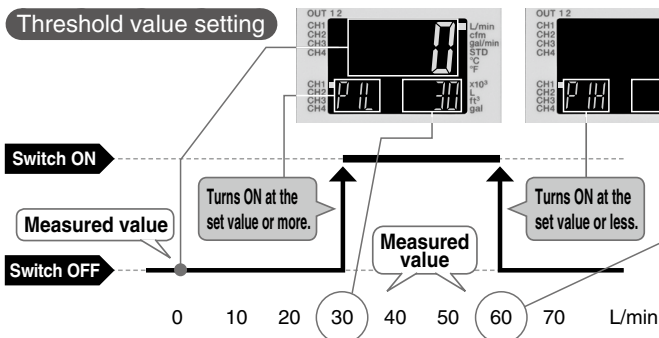 Threshold value setting
OUT 1 2
CH1
CH2
CH3
CH4
0
L/min
cfm
gal/min
STD
°C
°F
CH1
CH2
CH3
CH4
P1L
30
x10³
L
ft³
gal
OUT 1 2
CH1
CH2
CH3
CH4
CH1
CH2
CH3
CH4
P1H
Switch ON
Turns ON at the
set value or more.
Turns ON at the
set value or less.
Measured value
Measured
value
Switch OFF
0 10 20 30 40 50 60 70 L/min